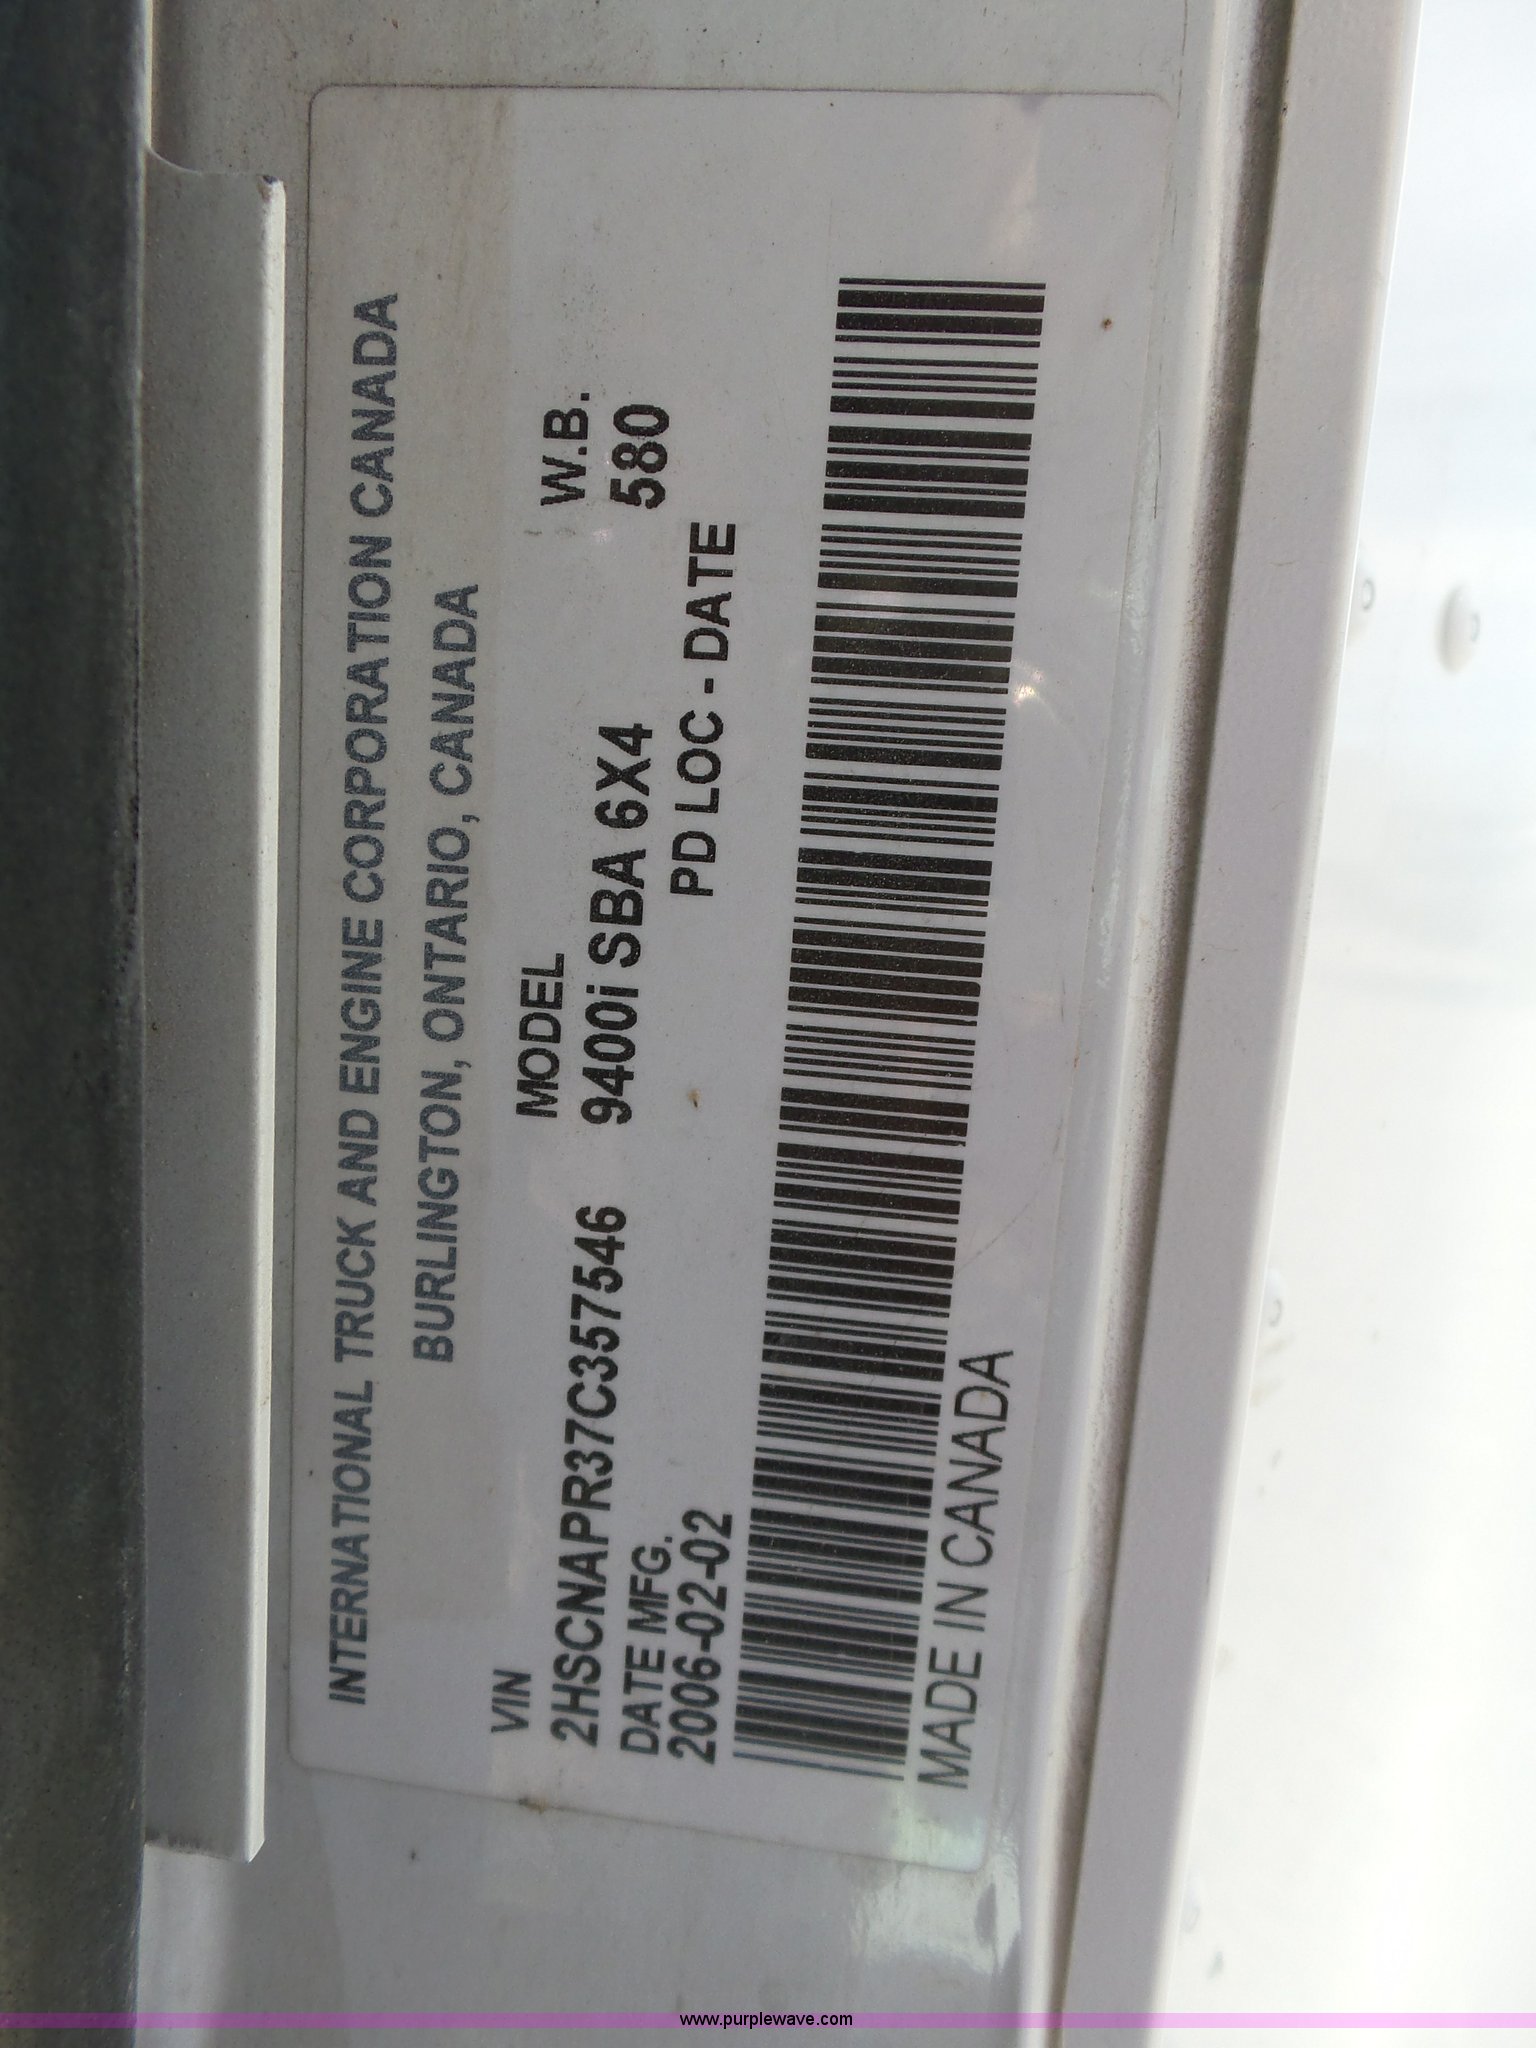 INTERNATIONAL TRUCK AND ENGINE CORPORATION CANADA
BURLINGTON, ONTARIO, CANADA
VIN MODEL W.B.
2HSCNAPR37C357546 9400i SBA 6X4 580
DATE MFG. PD LOC - DATE
2006-02-02
MADE IN CANADA
www.purplewave.com